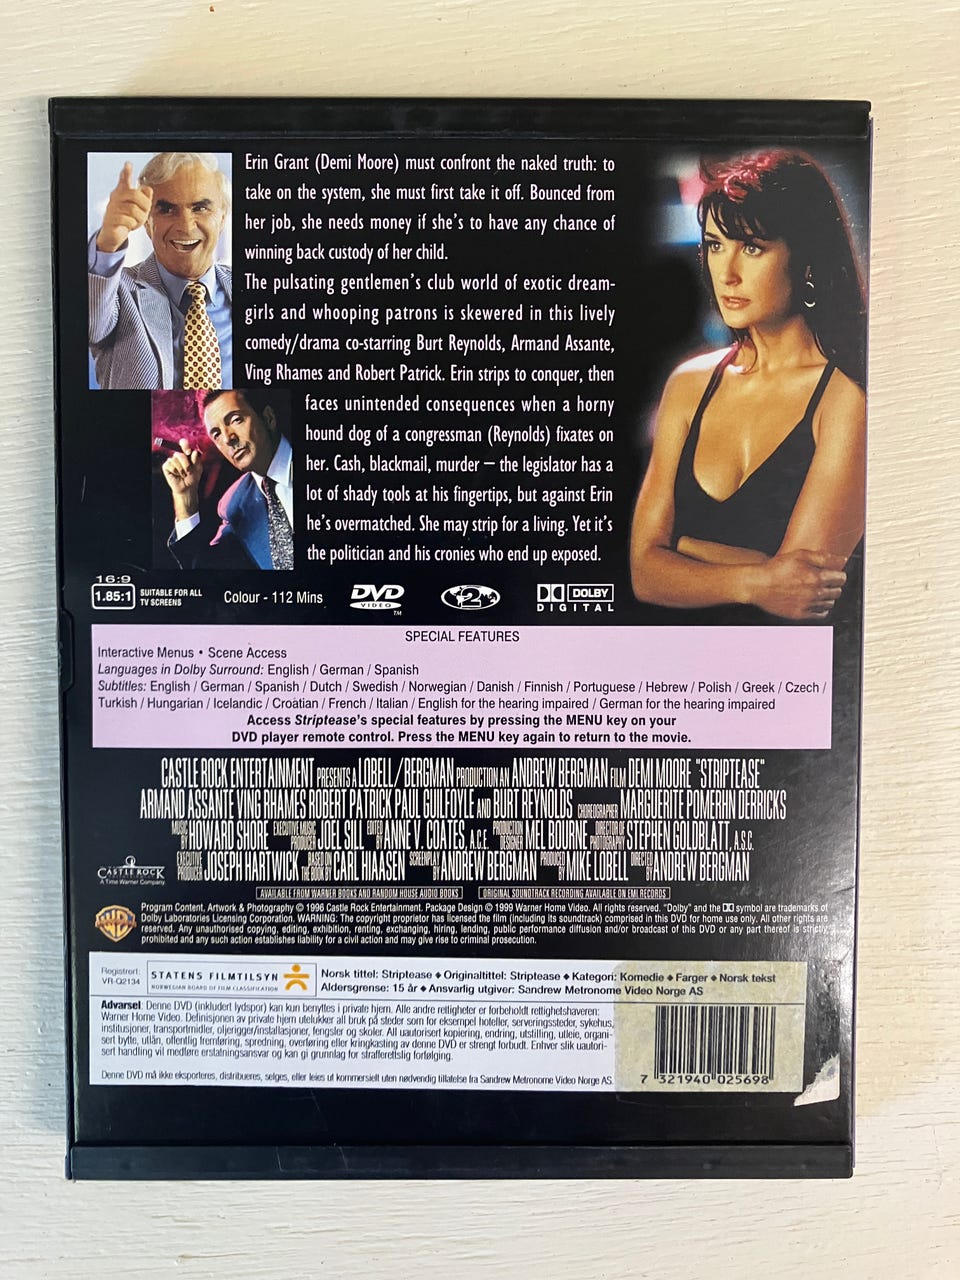 Erin Grant (Demi Moore) must confront the naked truth: to
take on the system, she must first take it off. Bounced from
her job, she needs money if she's to have any chance of
winning back custody of her child.
The pulsating gentlemen's club world of exotic dream-
girls and whooping patrons is skewered in this lively
comedy/drama co-starring Burt Reynolds, Armand Assante,
Ving Rhames and Robert Patrick. Erin strips to conquer, then
faces unintended consequences when a horny
hound dog of a congressman (Reynolds) fixates on
her. Cash, blackmail, murder – the legislator has a
lot of shady tools at his fingertips, but against Erin
he's overmatched. She may strip for a living. Yet it's
the politician and his cronies who end up exposed.
16:9
1.85:1
SUITABLE FOR ALL
TV SCREENS
Colour - 112 Mins
DVD
VIDEO
TM
2
DOLBY
DIGITAL
SPECIAL FEATURES
Interactive Menus • Scene Access
Languages in Dolby Surround: English / German / Spanish
Subtitles: English / German / Spanish / Dutch / Swedish / Norwegian / Danish / Finnish / Portuguese / Hebrew / Polish / Greek / Czech /
Turkish / Hungarian / Icelandic / Croatian / French / Italian / English for the hearing impaired / German for the hearing impaired
Access Striptease's special features by pressing the MENU key on your
DVD player remote control. Press the MENU key again to return to the movie.
CASTLE ROCK ENTERTAINMENT PRESENTS A LOBELL/BERGMAN PRODUCTION AN ANDREW BERGMAN FILM DEMI MOORE "STRIPTEASE"
ARMAND ASSANTE VING RHAMES ROBERT PATRICK PAUL GUILFOYLE AND BURT REYNOLDS CHOREOGRAPHER MARGUERITE POMERHN DERRICKS
MUSIC BY HOWARD SHORE EXECUTIVE MUSIC PRODUCER JOEL SILL EDITED BY ANNE V. COATES, A.C.E. PRODUCTION DESIGNER MEL BOURNE DIRECTOR OF PHOTOGRAPHY STEPHEN GOLDBLATT, A.S.C.
EXECUTIVE PRODUCER JOSEPH HARTWICK BASED ON THE BOOK BY CARL HIAASEN SCREENPLAY BY ANDREW BERGMAN PRODUCED BY MIKE LOBELL DIRECTED BY ANDREW BERGMAN
CASTLE ROCK
A Time Warner Company
AVAILABLE FROM WARNER BOOKS AND RANDOM HOUSE AUDIO BOOKS
ORIGINAL SOUNDTRACK RECORDING AVAILABLE ON EMI RECORDS
WB
Program Content, Artwork & Photography © 1996 Castle Rock Entertainment. Package Design © 1999 Warner Home Video. All rights reserved. "Dolby" and the symbol are trademarks of
Dolby Laboratories Licensing Corporation. WARNING: The copyright proprietor has licensed the film (including its soundtrack) comprised in this DVD for home use only. All other rights are
reserved. Any unauthorised copying, editing, exhibition, renting, exchanging, hiring, lending, public performance diffusion and/or broadcast of this DVD or any part thereof is strictly
prohibited and any such action establishes liability for a civil action and may give rise to criminal prosecution.
Registrert:
VR-Q2134
STATENS FILMTILSYN
NORWEGIAN BOARD OF FILM CLASSIFICATION
Norsk tittel: Striptease ◆ Originaltittel: Striptease ◆ Kategori: Komedie ◆ Farger ◆ Norsk tekst
Aldersgrense: 15 år ◆ Ansvarlig utgiver: Sandrew Metronome Video Norge AS
Advarsel: Denne DVD (inkludert lydspor) kan kun benyttes i private hjem. Alle andre rettigheter er forbeholdt rettighetshaveren:
Warner Home Video. Definisjonen av private hjem utelukker all bruk på steder som for eksempel hoteller, serveringssteder, sykehus,
institusjoner, transportmidler, oljerigger/installasjoner, fengsler og skoler. All uautorisert kopiering, endring, utstilling, utleie, organi-
sert bytte, utlån, offentlig fremføring, spredning, overføring eller kringkasting av denne DVD er strengt forbudt. Enhver slik uautori-
sert handling vil medføre erstatningsansvar og kan gi grunnlag for strafferettslig forfølging.
Denne DVD må ikke eksporteres, distribueres, selges, eller leies ut kommersielt uten nødvendig tillatelse fra Sandrew Metronome Video Norge AS.
7 321940 025698